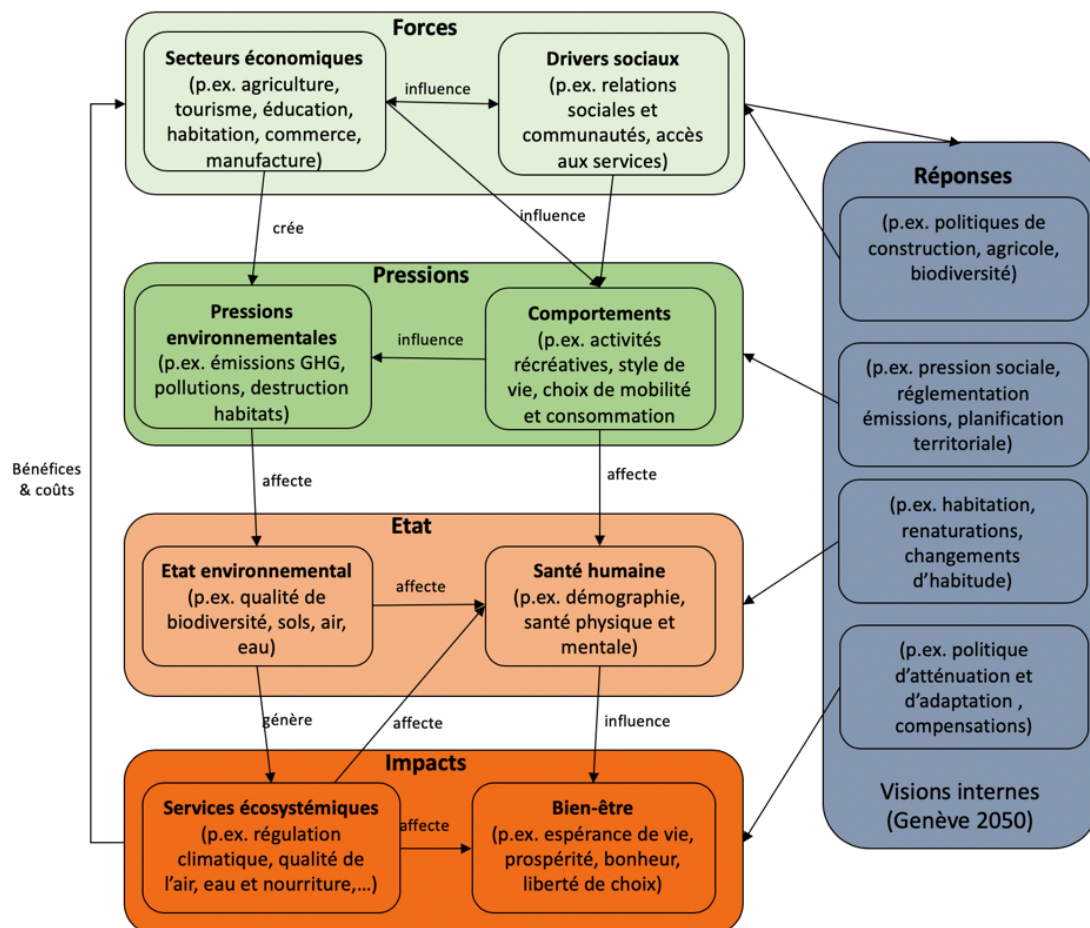 Forces
Secteurs économiques
(p.ex. agriculture,
tourisme, éducation,
habitation, commerce,
manufacture)
influence
Drivers sociaux
(p.ex. relations
sociales et
communautés, accès
aux services)
crée
influence
Pressions
Pressions
environnementales
(p.ex. émissions GHG,
pollutions, destruction
habitats)
influence
Comportements
(p.ex. activités
récréatives, style de
vie, choix de mobilité
et consommation
affecte
affecte
Bénéfices
& coûts
Etat
Etat environnemental
(p.ex. qualité de
biodiversité, sols, air,
eau)
affecte
Santé humaine
(p.ex. démographie,
santé physique et
mentale)
génère
affecte
influence
Impacts
Services écosystémiques
(p.ex. régulation
climatique, qualité de
l’air, eau et nourriture,...)
affecte
Bien-être
(p.ex. espérance de vie,
prospérité, bonheur,
liberté de choix)
Réponses
(p.ex. politiques de
construction, agricole,
biodiversité)
(p.ex. pression sociale,
réglementation
émissions, planification
territoriale)
(p.ex. habitation,
renaturations,
changements
d’habitude)
(p.ex. politique
d’atténuation et
d’adaptation ,
compensations)
Visions internes
(Genève 2050)